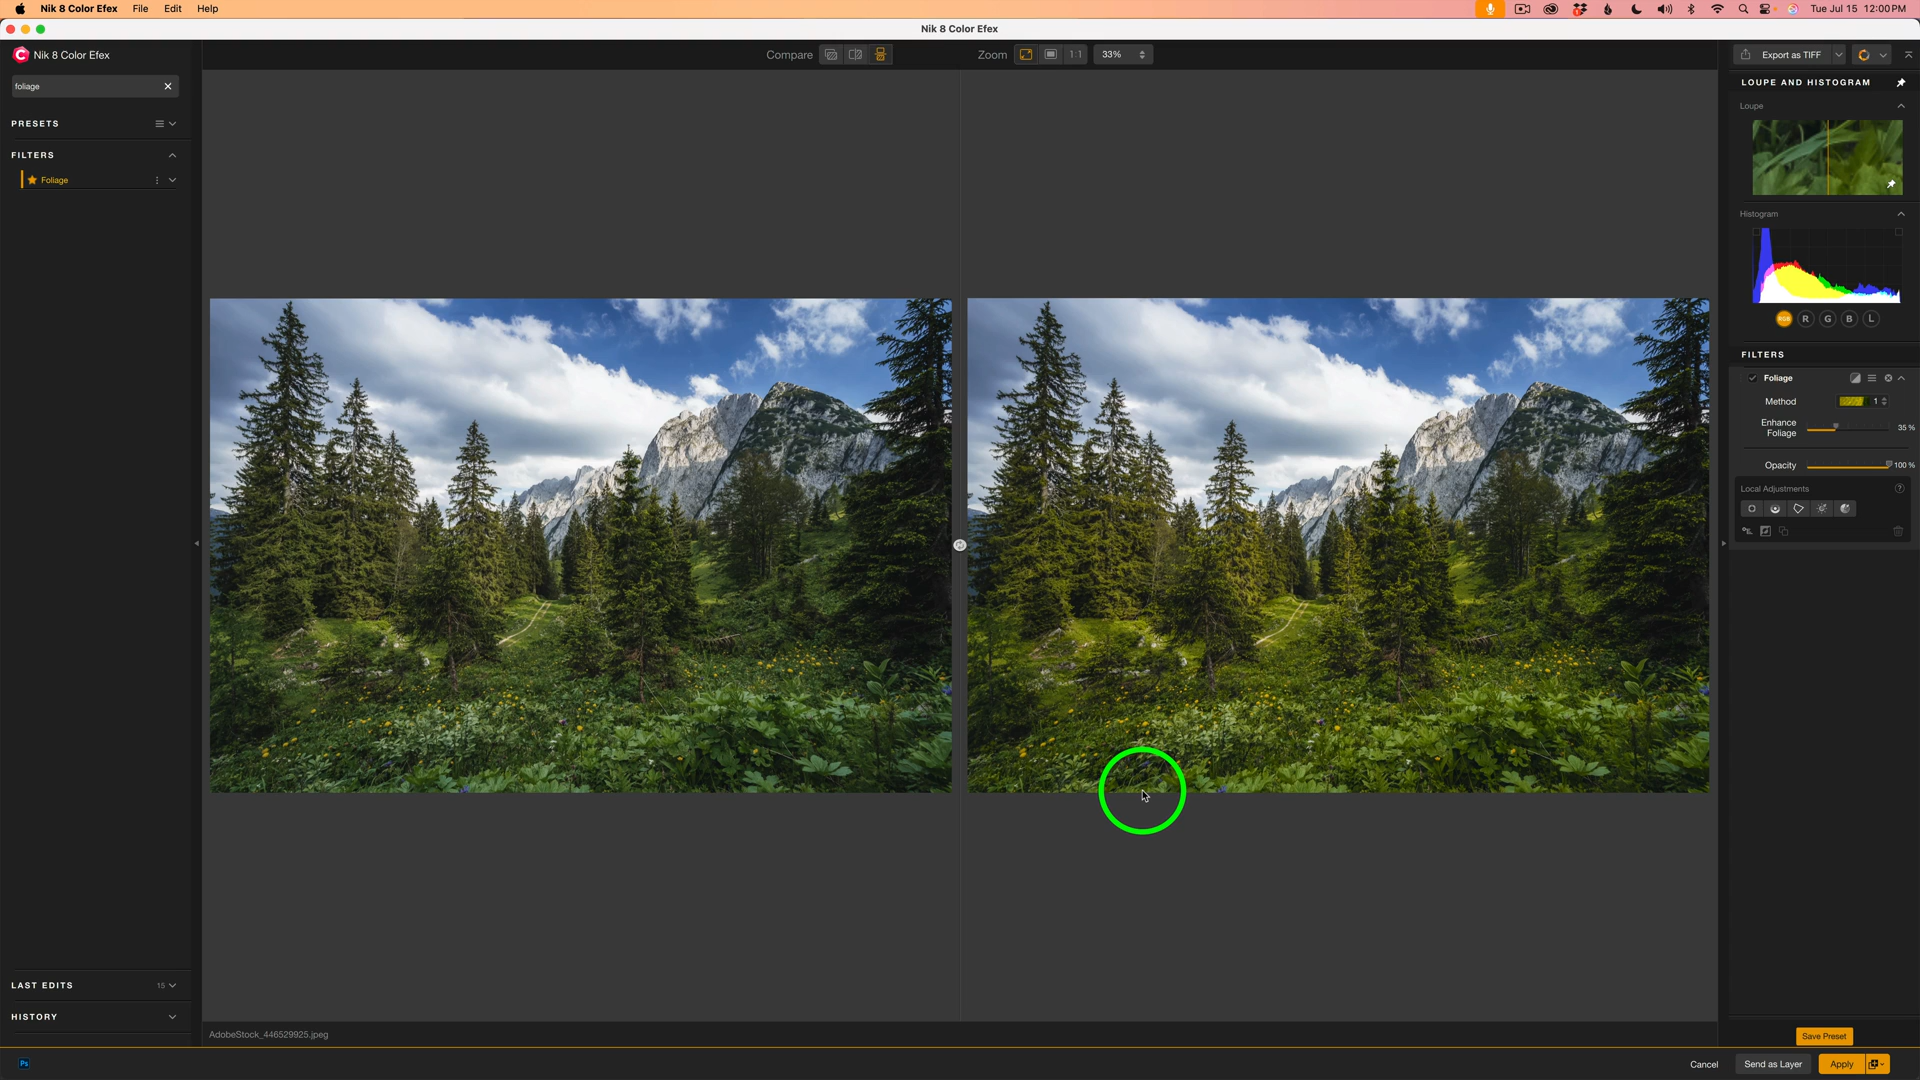 Nik 8 Color Efex File Edit Help
Tue Jul 15 12:00 PM
Nik 8 Color Efex
Nik 8 Color Efex
Compare
Zoom
1:1
33%
Export as TIFF
foliage
PRESETS
FILTERS
Foliage
LOUPE AND HISTOGRAM
Loupe
Histogram
RGB R G B L
FILTERS
Foliage
Method 1
Enhance
Foliage
35 %
Opacity 100 %
Local Adjustments
LAST EDITS 15
HISTORY
AdobeStock_446529925.jpeg
Save Preset
Ps
Cancel
Send as Layer
Apply